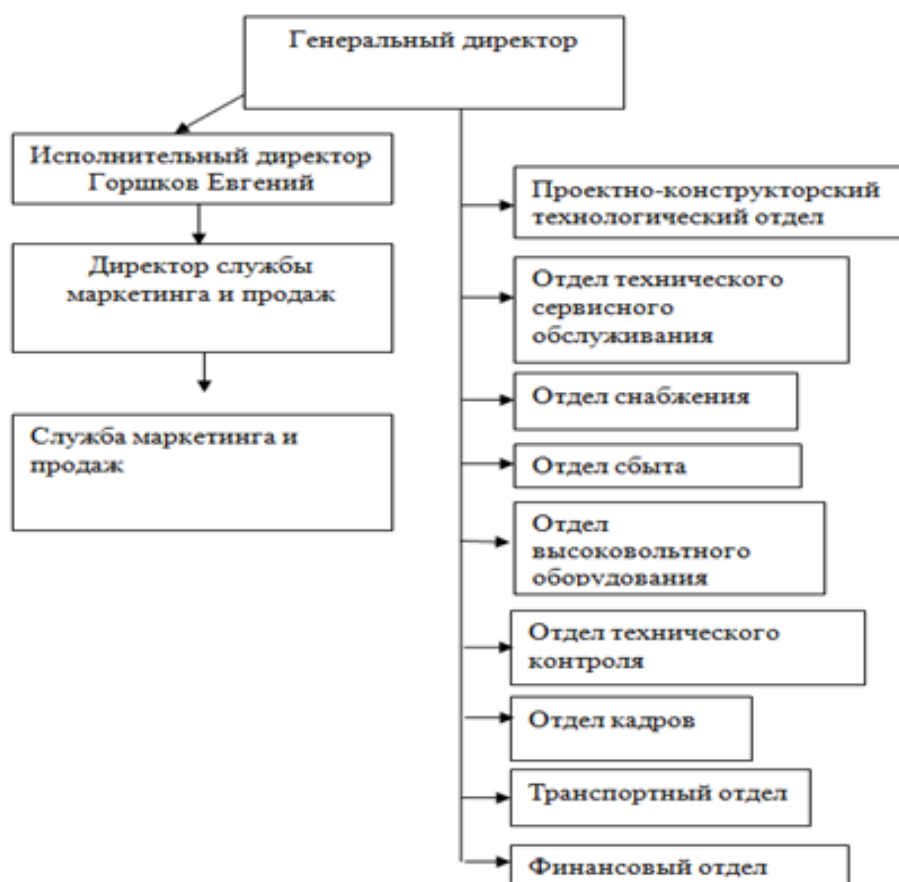 Генеральный директор
Исполнительный директор
Горшков Евгений
Директор службы
маркетинга и продаж
Служба маркетинга и
продаж
Проектно-конструкторский
технологический отдел
Отдел технического
сервисного
обслуживания
Отдел снабжения
Отдел сбыта
Отдел
высоковольтного
оборудования
Отдел технического
контроля
Отдел кадров
Транспортный отдел
Финансовый отдел